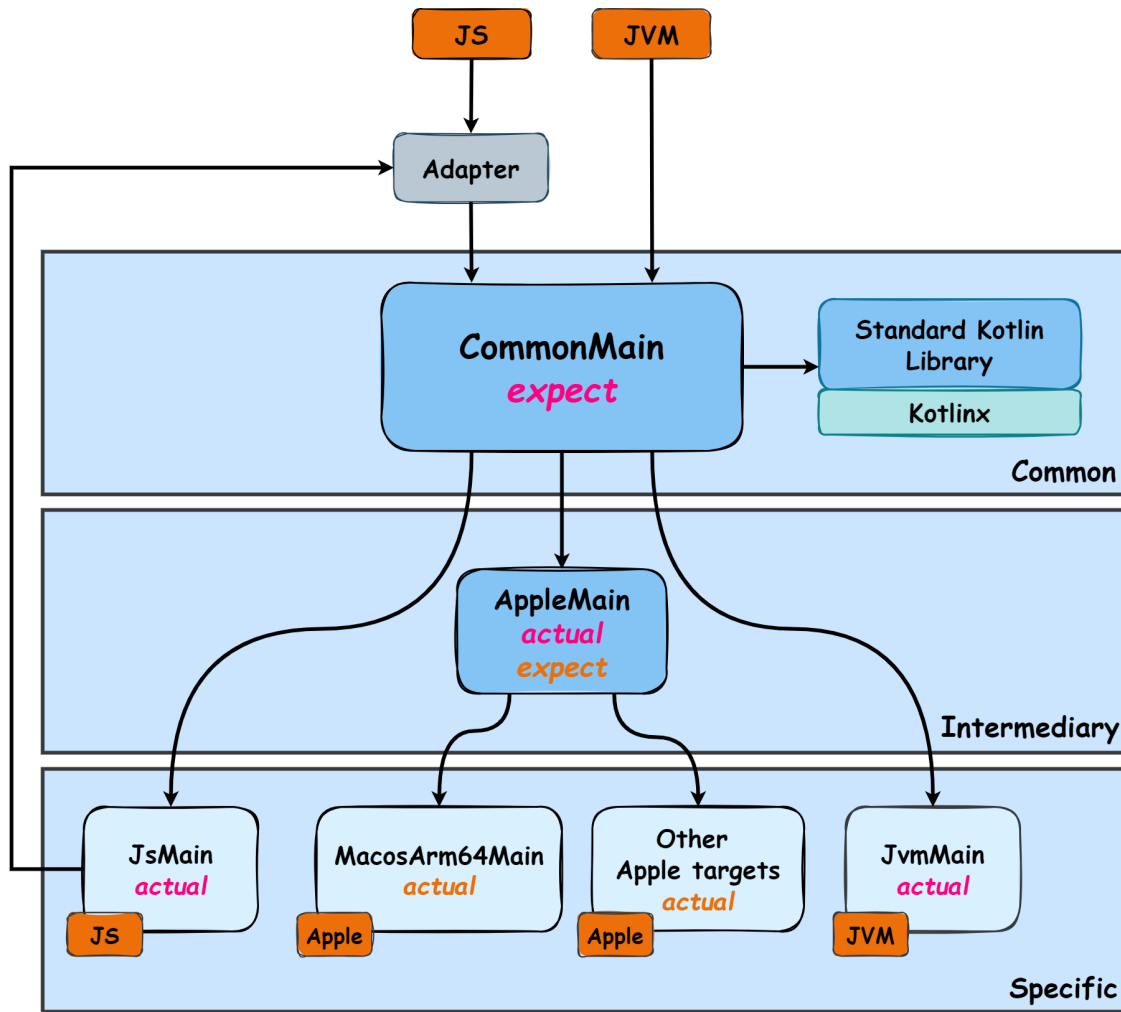 JS
JVM
Adapter
CommonMain
expect
Standard Kotlin
Library
Kotlinx
Common
AppleMain
actual
expect
Intermediary
JsMain
actual
JS
MacosArm64Main
actual
Apple
Other
Apple targets
actual
Apple
JvmMain
actual
JVM
Specific